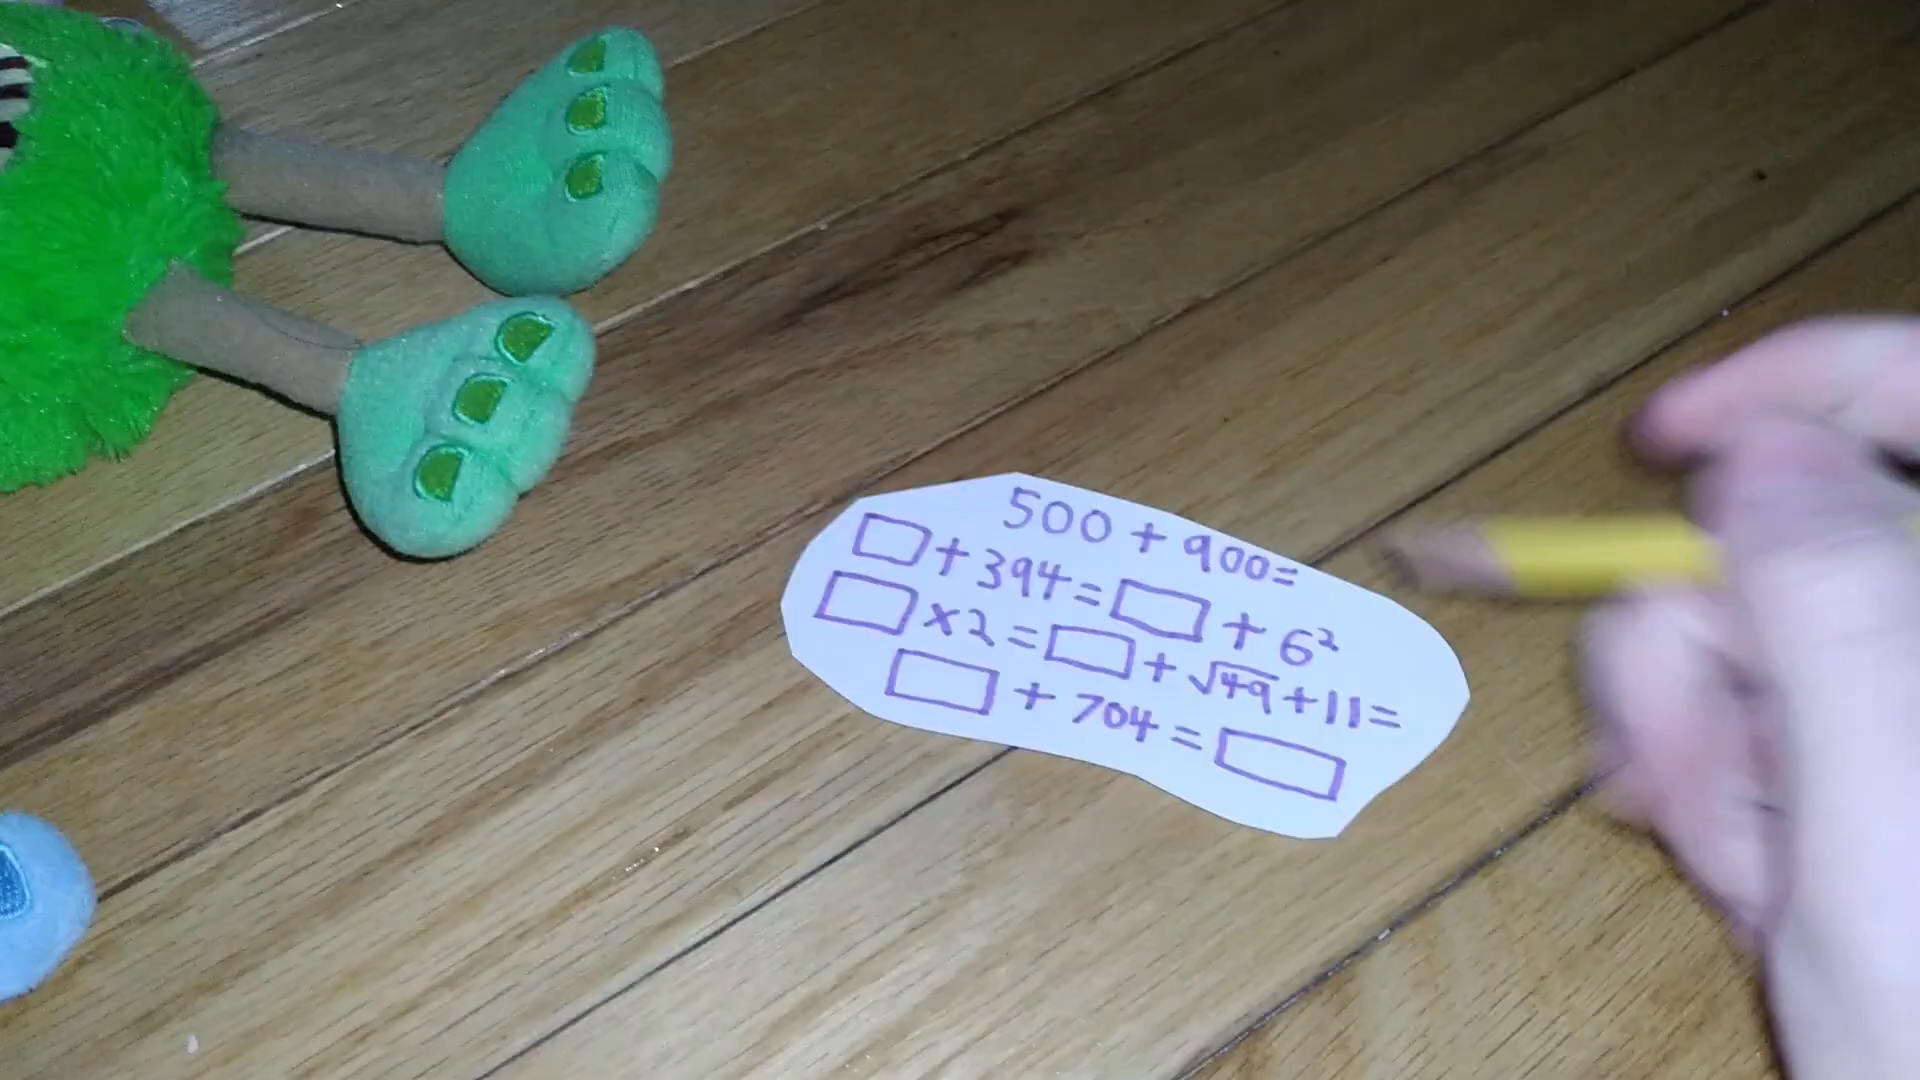 500 + 900=
□ + 394 = □ + 6²
□ x 2 = □ + √49 + 11 =
□ + 704 = □